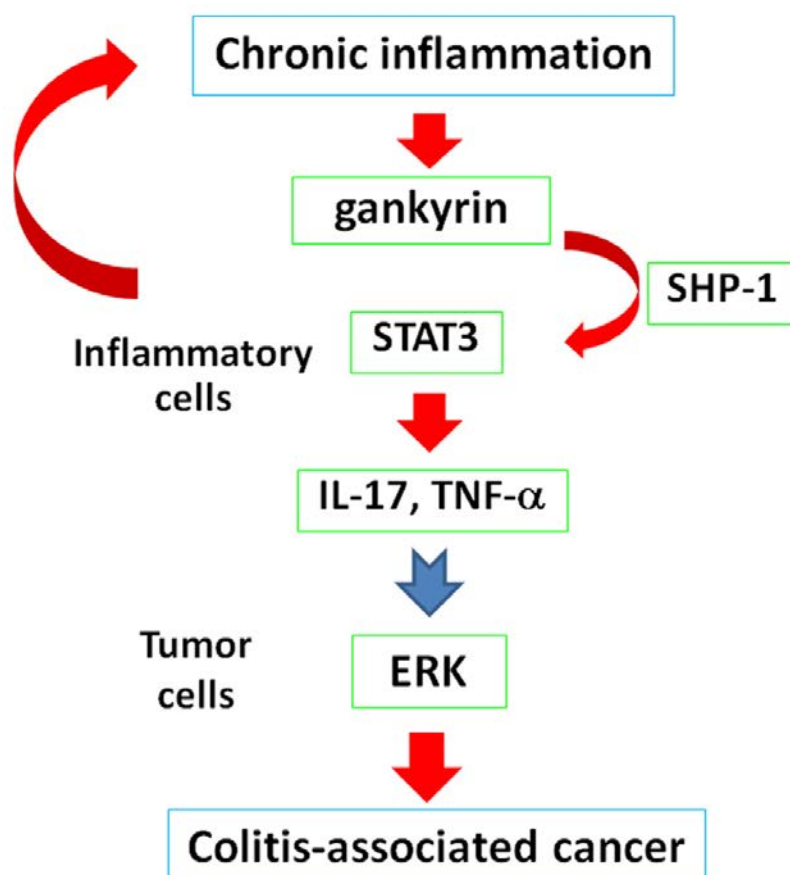 Chronic inflammation
gankyrin
SHP-1
STAT3
Inflammatory
cells
IL-17, TNF-α
Tumor
cells
ERK
Colitis-associated cancer